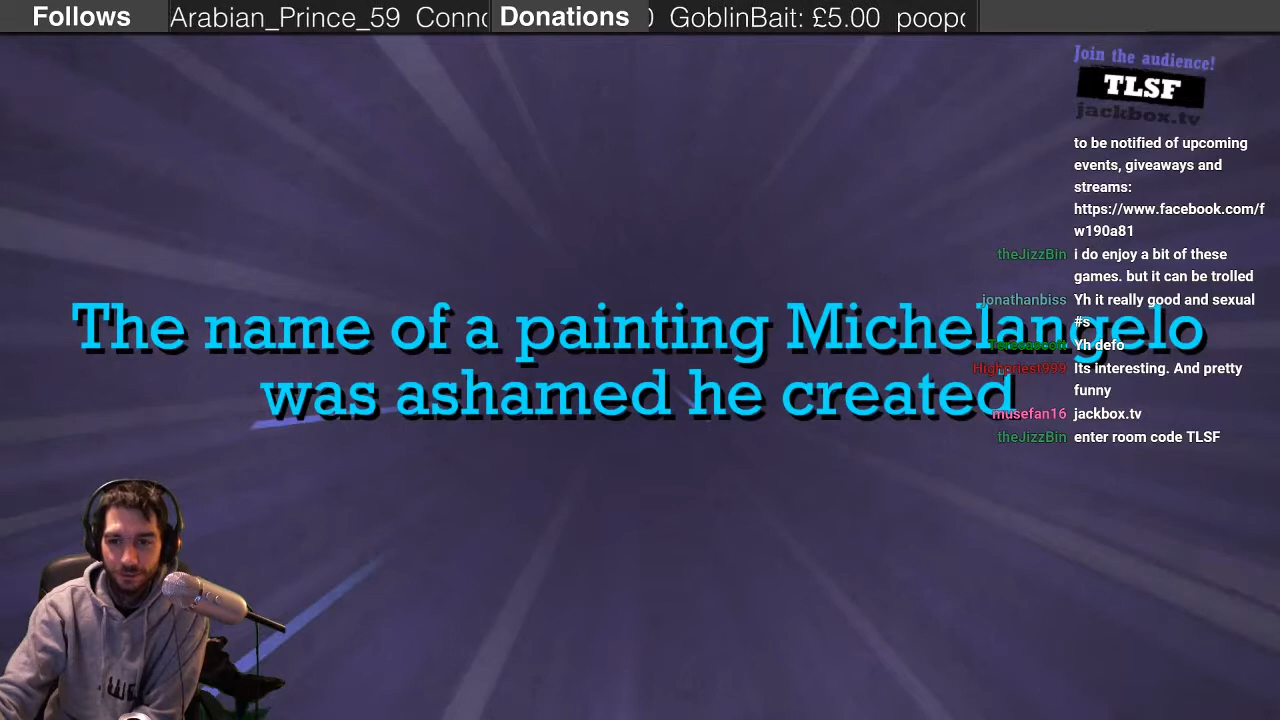 Follows
Arabian_Prince_59
Donations
GoblinBait: £5.00
Join the audience!
TLSF
jackbox.tv
to be notified of upcoming
events, giveaways and
streams:
https://www.facebook.com/f
w190a81
theJizzBin i do enjoy a bit of these
games. but it can be trolled
jonathanbiss Yh it really good and sexual
#s
Yh defo
Highpriest999 Its interesting. And pretty
funny
musefan16 jackbox.tv
theJizzBin enter room code TLSF
The name of a painting Michelangelo
was ashamed he created